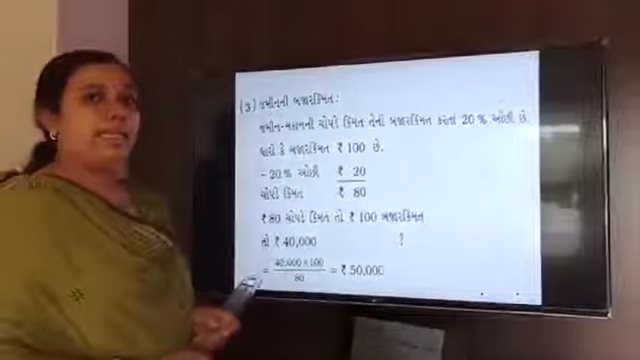 (3) જમીનની બજારકિંમત :
જમીન-મકાનની ચોપડે કિંમત તેની બજારકિંમત કરતાં 20 % ઓછી છે.
ધારો કે બજારકિંમત ₹ 100 છે.
- 20 % ઓછી ₹ 20
ચોપડે કિંમત ₹ 80
₹ 80 ચોપડે કિંમત તો ₹ 100 બજારકિંમત
તો ₹ 40,000 ?
= 40,000 × 100 / 80 = ₹ 50,000